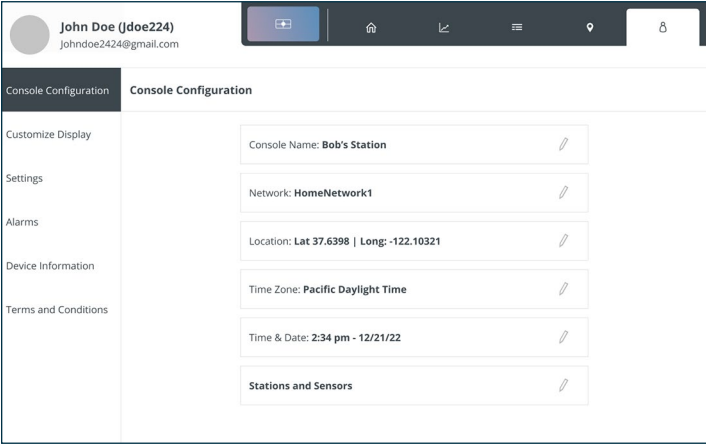 John Doe (Jdoe224)
Johndoe2424@gmail.com
Console Configuration
Console Configuration
Customize Display
Settings
Alarms
Device Information
Terms and Conditions
Console Name: Bob's Station
Network: HomeNetwork1
Location: Lat 37.6398 | Long: -122.10321
Time Zone: Pacific Daylight Time
Time & Date: 2:34 pm - 12/21/22
Stations and Sensors